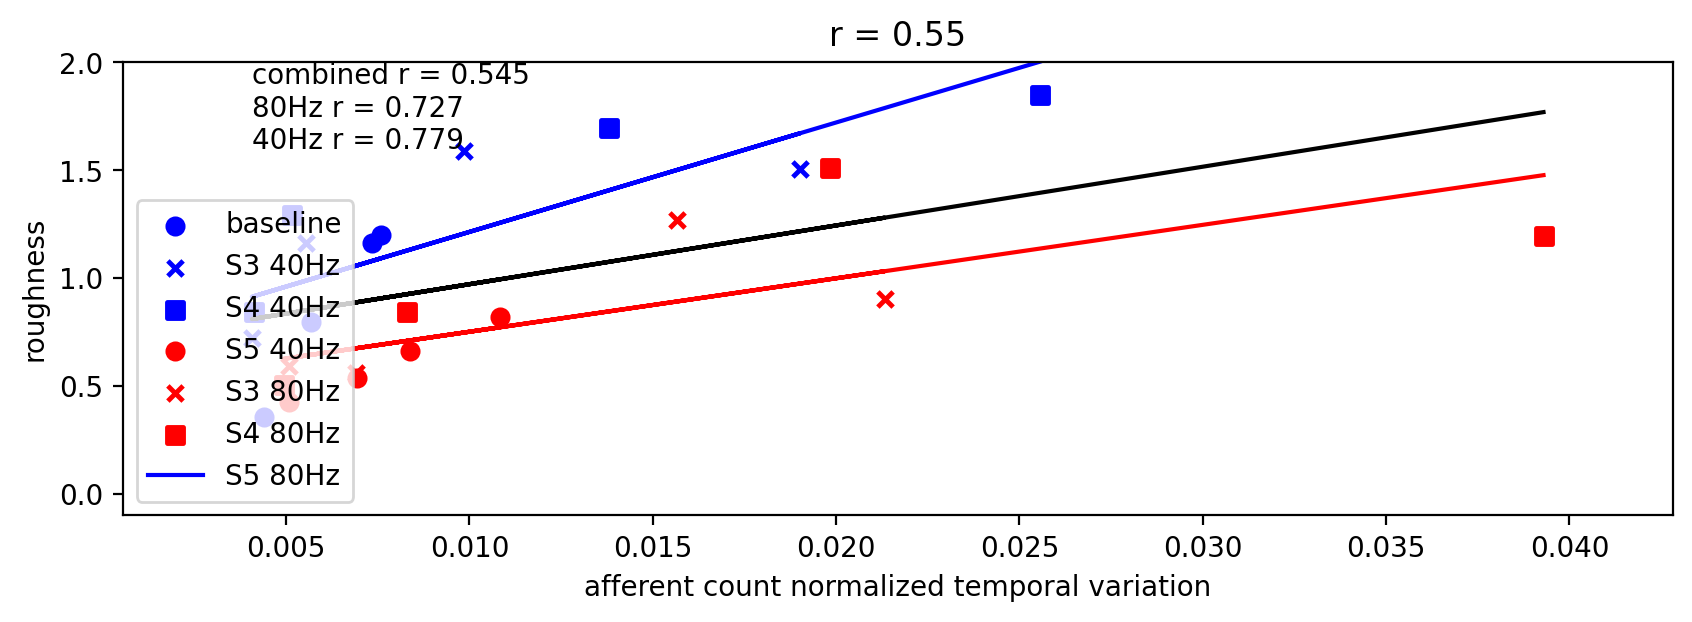 r = 0.55
combined r = 0.545
80Hz r = 0.727
40Hz r = 0.779
2.0
1.5
1.0
0.5
0.0
roughness
baseline
S3 40Hz
S4 40Hz
S5 40Hz
S3 80Hz
S4 80Hz
S5 80Hz
0.005 0.010 0.015 0.020 0.025 0.030 0.035 0.040
afferent count normalized temporal variation